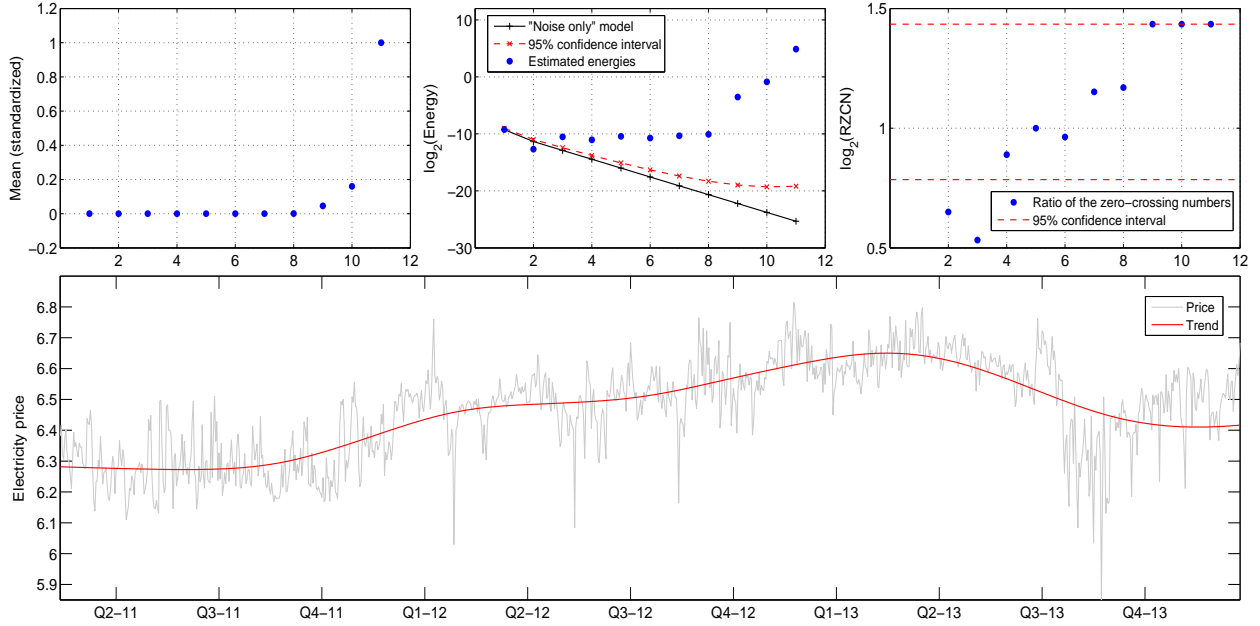 Mean (standardized)
1.2
1
0.8
0.6
0.4
0.2
0
−0.2
2 4 6 8 10 12
log2(Energy)
10
0
−10
−20
−30
2 4 6 8 10 12
"Noise only" model
95% confidence interval
Estimated energies
log2(RZCN)
1.5
1
0.5
2 4 6 8 10 12
Ratio of the zero−crossing numbers
95% confidence interval
Electricity price
6.8
6.7
6.6
6.5
6.4
6.3
6.2
6.1
6
5.9
Q2−11 Q3−11 Q4−11 Q1−12 Q2−12 Q3−12 Q4−12 Q1−13 Q2−13 Q3−13 Q4−13
Price
Trend